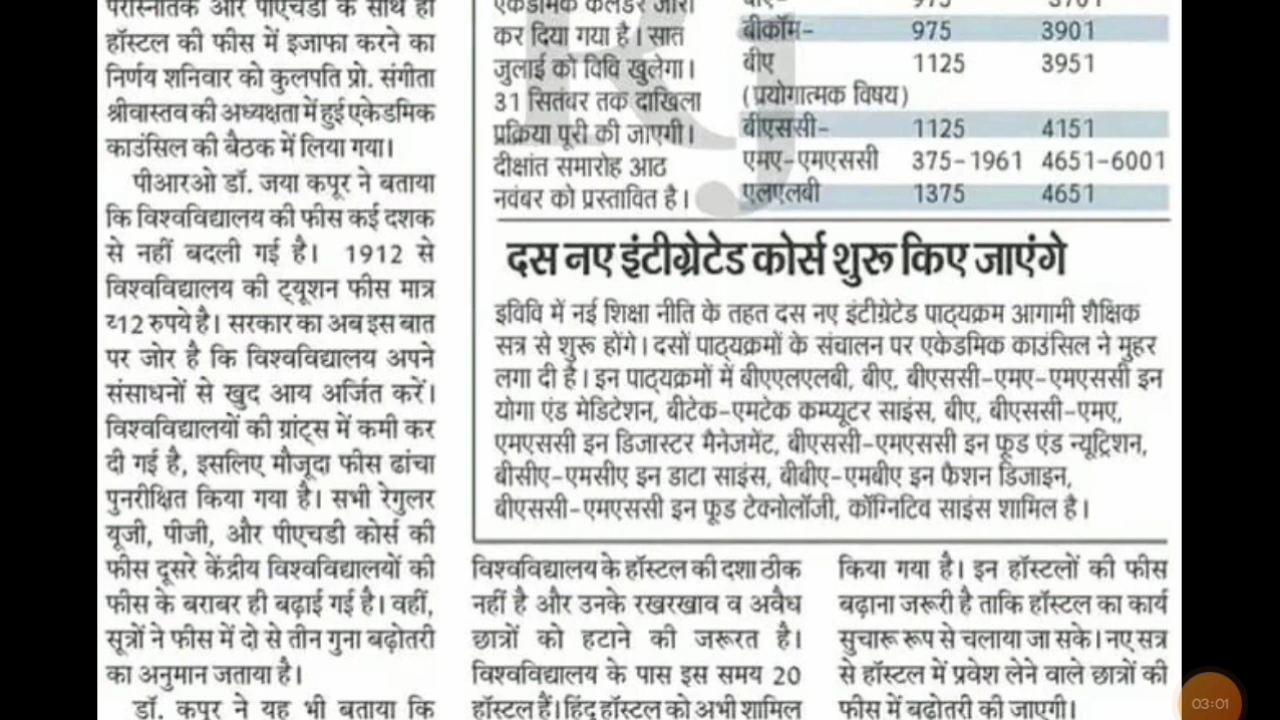 परास्नातक और पीएचडी के साथ ही
हॉस्टल की फीस में इजाफा करने का
निर्णय शनिवार को कुलपति प्रो. संगीता
श्रीवास्तव की अध्यक्षता में हुई एकेडमिक
काउंसिल की बैठक में लिया गया।
पीआरओ डॉ. जया कपूर ने बताया
कि विश्वविद्यालय की फीस कई दशक
से नहीं बदली गई है। 1912 से
विश्वविद्यालय की ट्यूशन फीस मात्र
12 रुपये है। सरकार का अब इस बात
पर जोर है कि विश्वविद्यालय अपने
संसाधनों से खुद आय अर्जित करें।
विश्वविद्यालयों की ग्रांट्स में कमी कर
दी गई है, इसलिए मौजूदा फीस ढांचा
पुनरीक्षित किया गया है। सभी रेगुलर
यूजी, पीजी, और पीएचडी कोर्स की
फीस दूसरे केंद्रीय विश्वविद्यालयों की
फीस के बराबर ही बढ़ाई गई है। वहीं,
सूत्रों ने फीस में दो से तीन गुना बढ़ोतरी
का अनुमान जताया है।
डॉ. कपूर ने यह भी बताया कि
एकेडमिक कैलेंडर जारी
कर दिया गया है। सात
जुलाई को विवि खुलेगा।
31 सितंबर तक दाखिला
प्रक्रिया पूरी की जाएगी।
दीक्षांत समारोह आठ
नवंबर को प्रस्तावित है।
बीए- 975 3701
बीकॉम- 975 3901
बीए 1125 3951
(प्रयोगात्मक विषय)
बीएससी- 1125 4151
एमए-एमएससी 375-1961 4651-6001
एलएलबी 1375 4651
दस नए इंटीग्रेटेड कोर्स शुरू किए जाएंगे
इविवि में नई शिक्षा नीति के तहत दस नए इंटीग्रेटेड पाठ्यक्रम आगामी शैक्षिक
सत्र से शुरू होंगे। दसों पाठ्यक्रमों के संचालन पर एकेडमिक काउंसिल ने मुहर
लगा दी है। इन पाठ्यक्रमों में बीएएलएलबी, बीए, बीएससी-एमए-एमएससी इन
योगा एंड मेडिटेशन, बीटेक-एमटेक कम्प्यूटर साइंस, बीए, बीएससी-एमए,
एमएससी इन डिजास्टर मैनेजमेंट, बीएससी-एमएससी इन फूड एंड न्यूट्रिशन,
बीसीए-एमसीए इन डाटा साइंस, बीबीए-एमबीए इन फैशन डिजाइन,
बीएससी-एमएससी इन फूड टेक्नोलॉजी, कॉग्निटिव साइंस शामिल है।
विश्वविद्यालय के हॉस्टल की दशा ठीक
नहीं है और उनके रखरखाव व अवैध
छात्रों को हटाने की जरूरत है।
विश्वविद्यालय के पास इस समय 20
हॉस्टल हैं। हिंदू हॉस्टल को अभी शामिल
किया गया है। इन हॉस्टलों की फीस
बढ़ाना जरूरी है ताकि हॉस्टल का कार्य
सुचारू रूप से चलाया जा सके। नए सत्र
से हॉस्टल में प्रवेश लेने वाले छात्रों की
फीस में बढ़ोतरी की जाएगी।
03:01